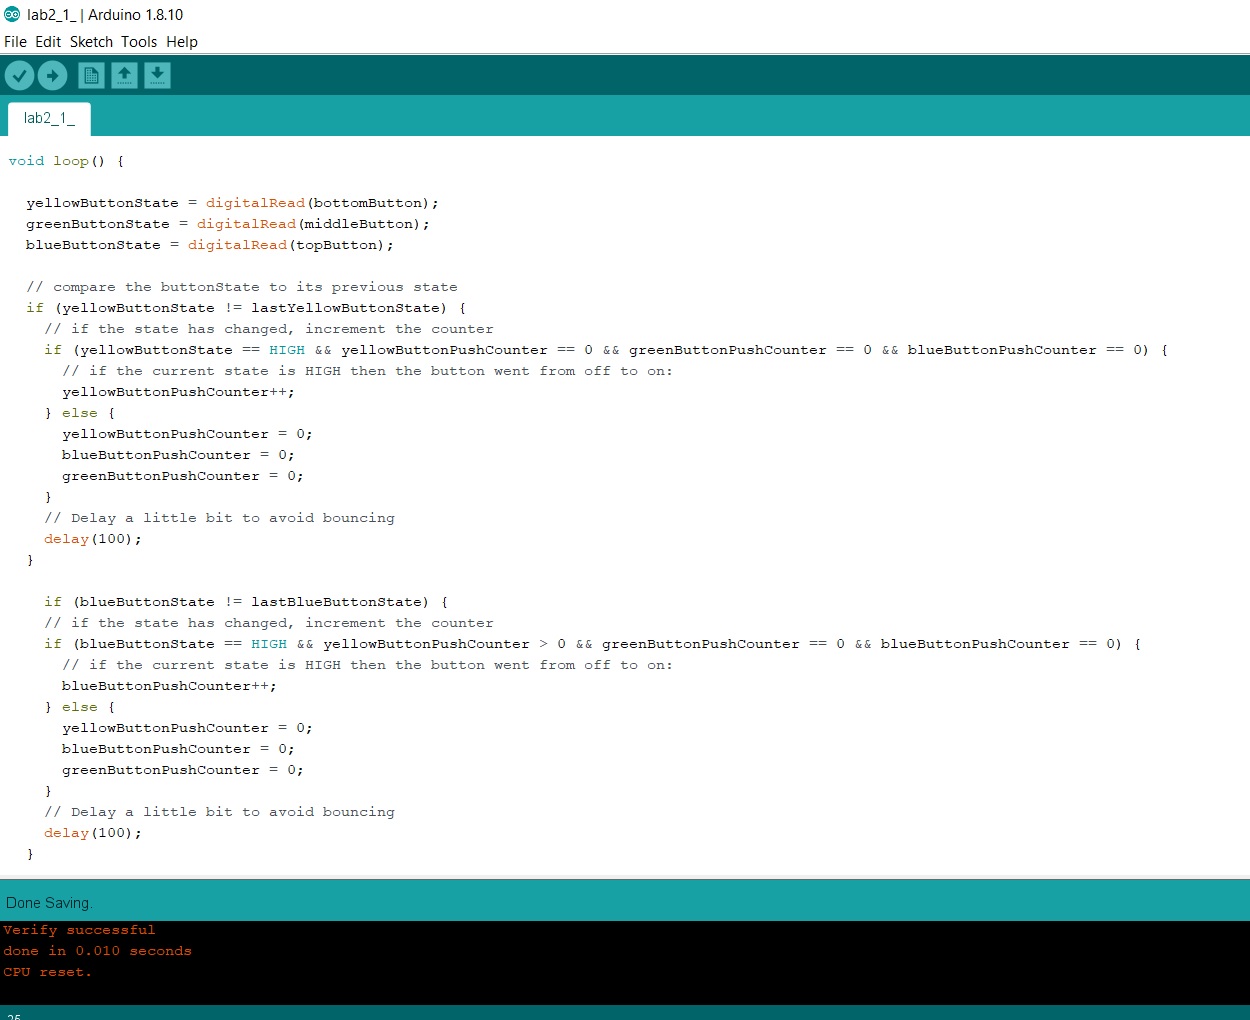 lab2_1_ | Arduino 1.8.10
File Edit Sketch Tools Help
lab2_1_
void loop() {
yellowButtonState = digitalRead(bottomButton);
greenButtonState = digitalRead(middleButton);
blueButtonState = digitalRead(topButton);
// compare the buttonState to its previous state
if (yellowButtonState != lastYellowButtonState) {
// if the state has changed, increment the counter
if (yellowButtonState == HIGH && yellowButtonPushCounter == 0 && greenButtonPushCounter == 0 && blueButtonPushCounter == 0) {
// if the current state is HIGH then the button went from off to on:
yellowButtonPushCounter++;
} else {
yellowButtonPushCounter = 0;
blueButtonPushCounter = 0;
greenButtonPushCounter = 0;
}
// Delay a little bit to avoid bouncing
delay(100);
}
if (blueButtonState != lastBlueButtonState) {
// if the state has changed, increment the counter
if (blueButtonState == HIGH && yellowButtonPushCounter > 0 && greenButtonPushCounter == 0 && blueButtonPushCounter == 0) {
// if the current state is HIGH then the button went from off to on:
blueButtonPushCounter++;
} else {
yellowButtonPushCounter = 0;
blueButtonPushCounter = 0;
greenButtonPushCounter = 0;
}
// Delay a little bit to avoid bouncing
delay(100);
}
Done Saving.
Verify successful
done in 0.010 seconds
CPU reset.